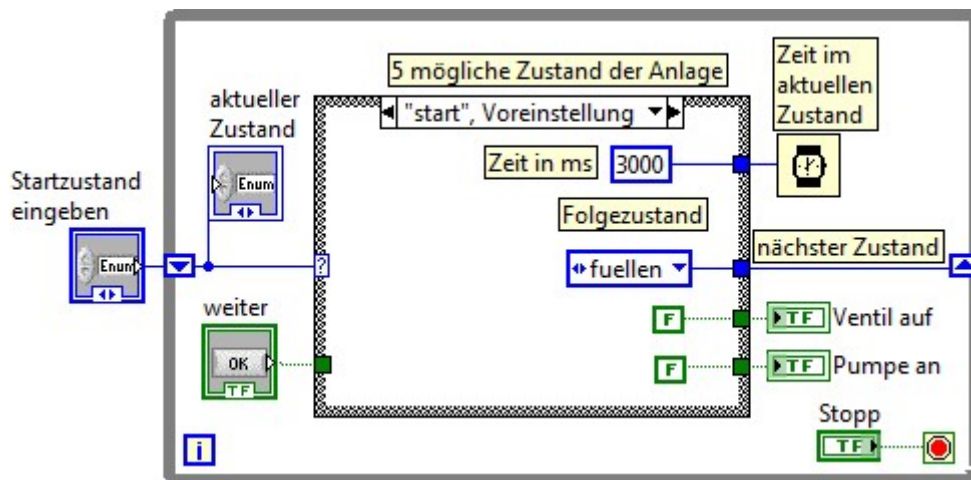 5 mögliche Zustand der Anlage
Zeit im
aktuellen
Zustand
aktueller
Zustand
"start", Voreinstellung
Enum
Zeit in ms
3000
Startzustand
eingeben
Enum
Folgezustand
?
fuellen
nächster Zustand
weiter
OK
TF
F
TF
Ventil auf
F
TF
Pumpe an
Stopp
TF
i